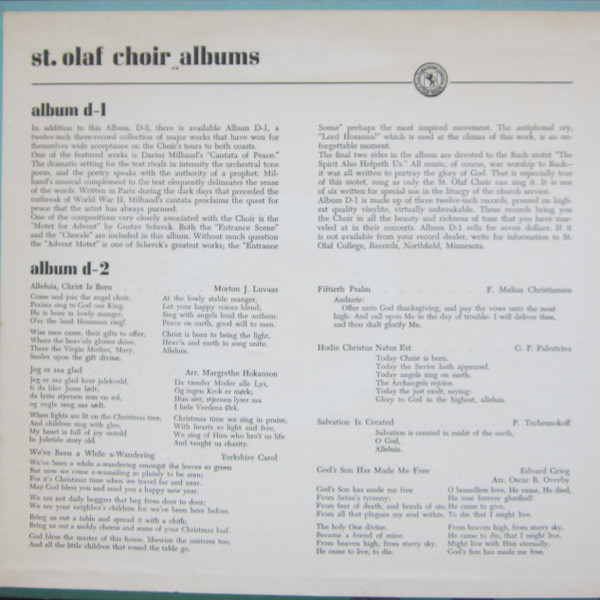 st. olaf choir albums
album d-1
In addition to this Album, D-2, there is available Album D-1, a
twelve-inch three-record collection of major works that have won for
themselves wide acceptance on the Choir's tours to both coasts.
One of the featured works is Darius Milhaud's "Cantata of Peace."
The dramatic setting for the text rivals in intensity the orchestral tone
poem, and the poetry speaks with the authority of a prophet. Mil-
haud's musical complement to the text eloquently delineates the sense
of the words. Written in Paris during the dark days that preceded the
outbreak of World War II, Milhaud's cantata proclaims the quest for
peace that the artist has always pursued.
One of the compositions very closely associated with the Choir is the
"Motet for Advent" by Gustav Schreck. Both the "Entrance Scene"
and the "Chorale" are included in this album. Without much question
the "Advent Motet" is one of Schreck's greatest works; the "Entrance
Scene" perhaps the most inspired movement. The antiphonal cry,
"Lord Hosanna!" which is used at the climax of this work, is an un-
forgettable moment.
The final two sides in the album are devoted to the Bach motet "The
Spirit Also Helpeth Us." All music, of course, was worship to Bach—
it was all written to portray the glory of God. That is especially true
of this motet, sung as only the St. Olaf Choir can sing it. It is one
of six written for special use in the liturgy of the church service.
Album D-1 is made up of three twelve-inch records, pressed on high-
est quality vinylite, virtually unbreakable. These records bring you
the Choir in all the beauty and richness of tone that you have mar-
veled at in their concerts. Album D-1 sells for seven dollars. If it
is not available from your record dealer, write for information to St.
Olaf College, Records, Northfield, Minnesota.
album d-2
Alleluia, Christ Is Born Morton J. Luvaas
Come and join the angel choir,
Praises sing to God our King.
He is born in lowly manger,
O'er the land Hosannas ring!
Wise men came, their gifts to offer,
Where the heav'nly glories shine.
There the Virgin Mother, Mary,
Smiles upon the gift divine.
At the lowly stable manger,
Let your happy voices blend;
Sing with angels loud the anthem:
Peace on earth, good will to men.
Christ is born to bring the light.
Heav'n and earth in song unite.
Alleluia.
Jeg er saa glad Arr. Margrethe Hokanson
Jeg er saa glad hver julekveld,
ti da blev Jesus født;
da lyste stjernen som en sol,
og engle sang saa sødt.
When lights are lit on the Christmas tree,
And children sing with glee,
My heart is full of joy untold
In Juletide story old.
Da tænder Moder alle Lys,
Og ingen Krok er mørk;
Hun sier, stjernen lyser saa
I hele Verdens Ørk.
Christmas time we sing in praise,
With hearts so light and free,
We sing of Him who bro't us life
And taught us charity.
We've Been a While a-Wandering Yorkshire Carol
We've been a while a-wandering amongst the leaves so green
But now we come a-wassailing so plainly to be seen;
For it's Christmas time when we travel far and near.
May God bless you and send you a happy new year.
We are not daily beggars that beg from door to door;
We are your neighbor's children for we've been here before.
Bring us out a table and spread it with a cloth;
Bring us out a moldy cheese and some of your Christmas loaf.
God bless the master of this home, likewise the mistress too;
And all the little children that round the table go.
Fiftieth Psalm F. Melius Christiansen
Andante:
Offer unto God thanksgiving; and pay thy vows unto the most
high: And call upon Me in the day of trouble: I will deliver thee,
and thou shalt glorify Me.
Hodie Christus Natus Est G. P. Palestrina
Today Christ is born.
Today the Savior hath appeared.
Today angels sing on earth.
The Archangels rejoice.
Today the just exult, saying:
Glory to God in the highest, alleluia.
Salvation Is Created P. Tschesnokoff
Salvation is created in midst of the earth,
O God,
Alleluia.
God's Son Has Made Me Free Edvard Grieg
Arr. Oscar B. Overby
God's Son has made me free
From Satan's tyranny,
From fear of death, and bonds of sin;
From all that plagues my soul within.
The holy One divine,
Became a friend of mine.
From heaven high, from starry sky,
He came to live, to die.
O boundless love, He came, He died,
He rose forever glorified!
He came to give,
To die that I might live.
From heaven high, from starry sky,
He came to die, that I might live,
Might live with Him eternally,
God's Son has made me free.